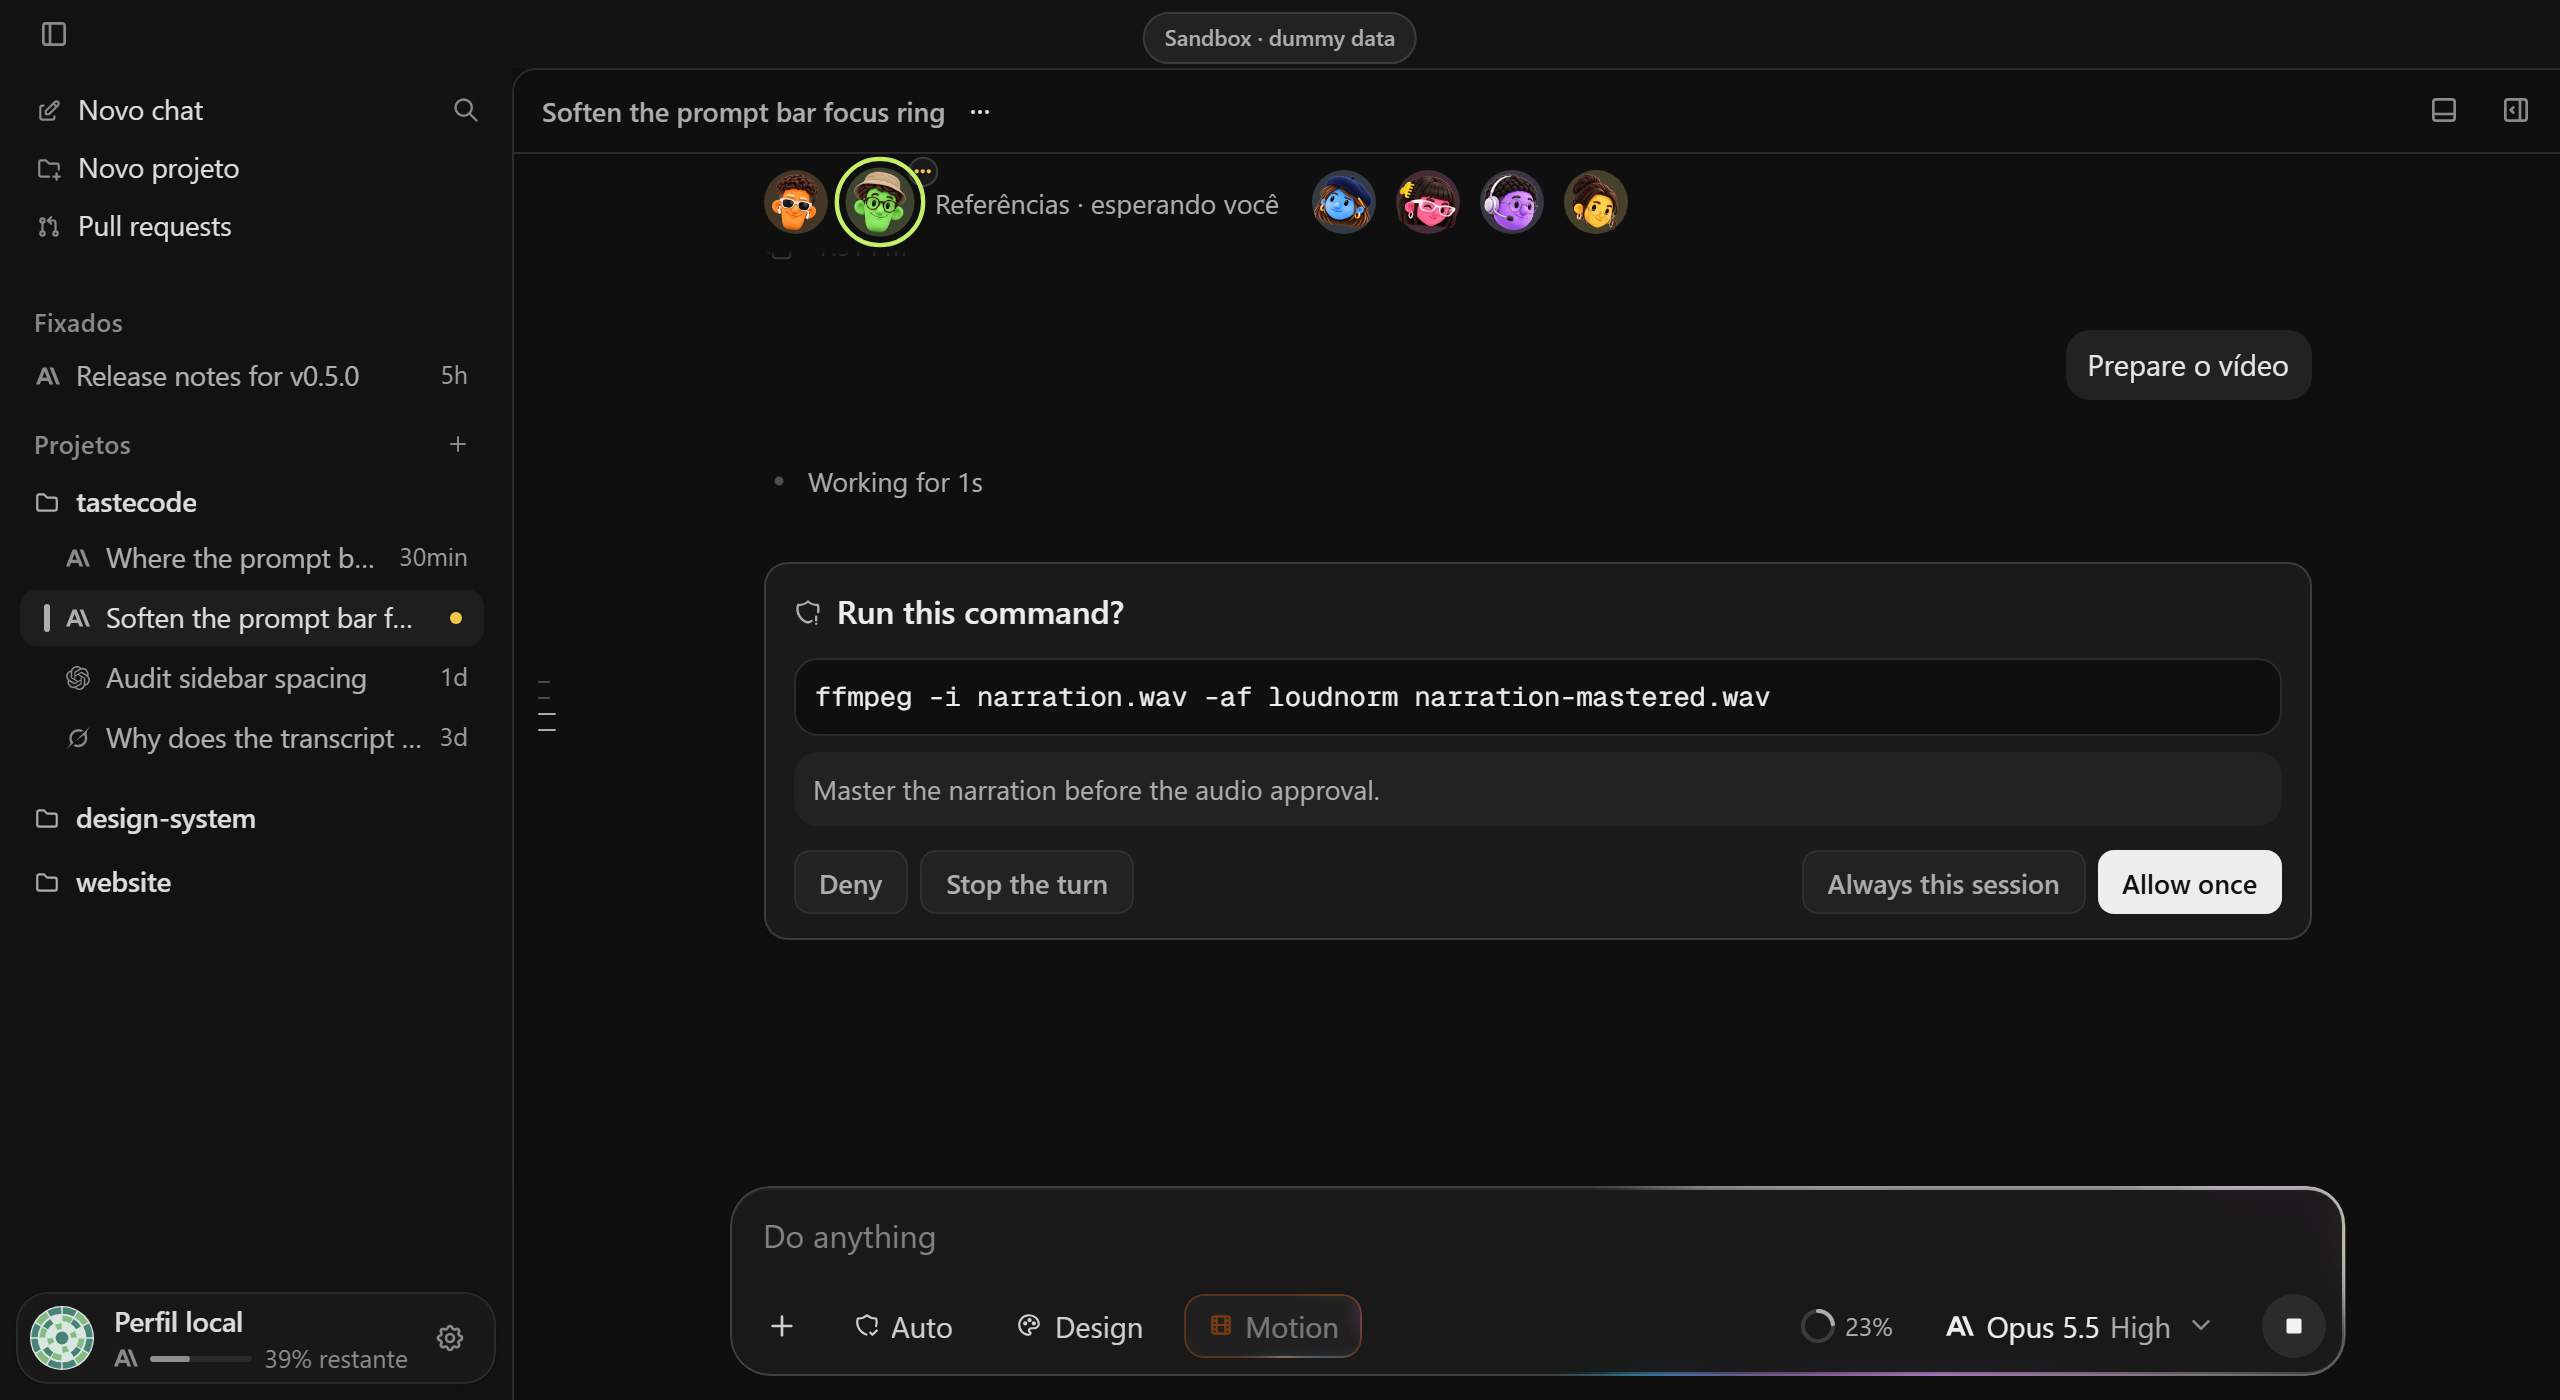 Sandbox · dummy data
Novo chat
Novo projeto
Pull requests
Fixados
Release notes for v0.5.0 5h
Projetos
tastecode
Where the prompt b... 30min
Soften the prompt bar f...
Audit sidebar spacing 1d
Why does the transcript ... 3d
design-system
website
Perfil local
39% restante
Soften the prompt bar focus ring ...
Referências · esperando você
Prepare o vídeo
Working for 1s
Run this command?
ffmpeg -i narration.wav -af loudnorm narration-mastered.wav
Master the narration before the audio approval.
Deny Stop the turn Always this session Allow once
Do anything
Auto Design Motion 23% Opus 5.5 High